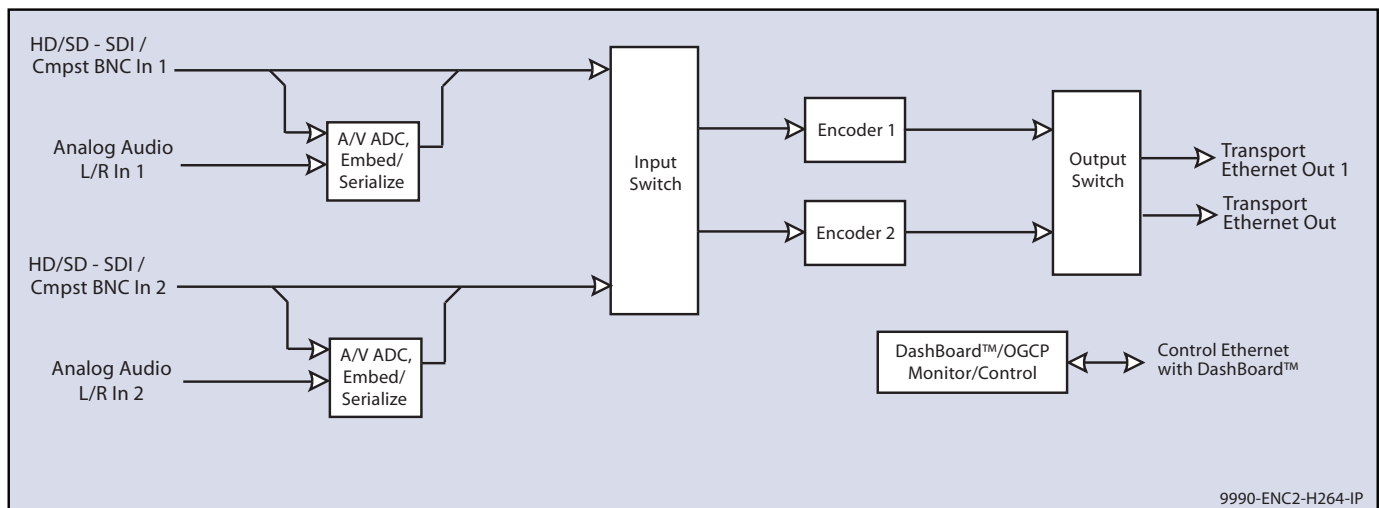 HD/SD - SDI /
Cmpst BNC In 1
Analog Audio
L/R In 1
A/V ADC,
Embed/
Serialize
HD/SD - SDI /
Cmpst BNC In 2
Analog Audio
L/R In 2
A/V ADC,
Embed/
Serialize
Input
Switch
Encoder 1
Encoder 2
Output
Switch
Transport
Ethernet Out 1
Transport
Ethernet Out
DashBoard™/OGCP
Monitor/Control
Control Ethernet
with DashBoard™
9990-ENC2-H264-IP